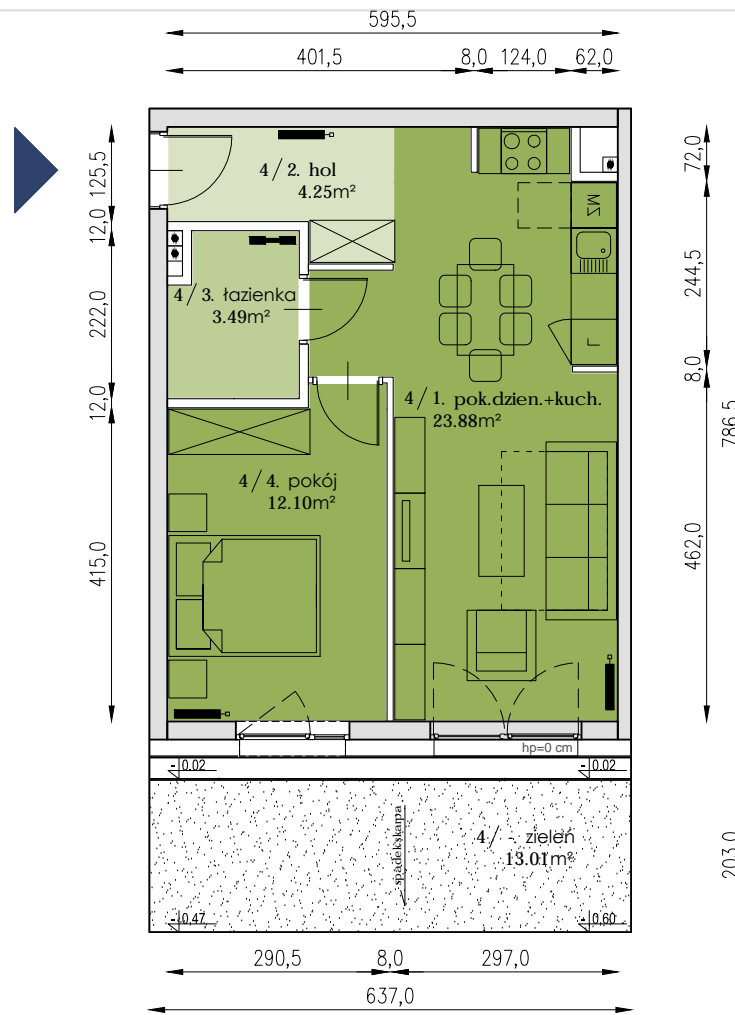 595,5
401,5 8,0 124,0 62,0
125,5
12,0
222,0
12,0
415,0
72,0
244,5
8,0
462,0
786,5
203,0
4/2. hol
4.25m²
MZ
4/3. łazienka
3.49m²
L
4/1. pok.dzien.+kuch.
23.88m²
4/4. pokój
12.10m²
hp=0 cm
- 0.02
- 0.02
spadek skarpa
4/-. zieleń
13.01m²
- 0,47
- 0,60
290,5 8,0 297,0
637,0